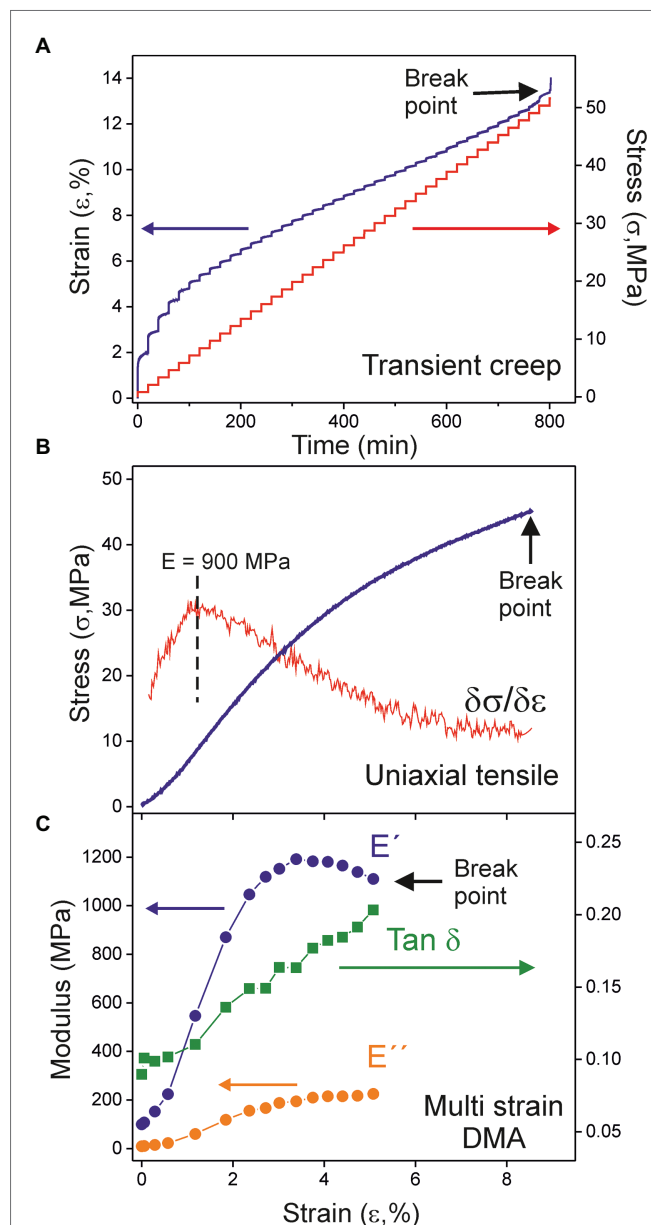 A
14
12
10
8
6
4
2
0
Strain (ε,%)
Break
point
50
40
30
20
10
0
Stress (σ,MPa)
Transient creep
0
200
400
600
800
Time (min)
B
50
40
30
20
10
0
Stress (σ,MPa)
E = 900 MPa
Break
point
δσ/δε
Uniaxial tensile
C
1200
1000
800
600
400
200
0
Modulus (MPa)
E´
Break
point
Tan δ
E´´
0.25
0.20
0.15
0.10
0.05
Multi strain
DMA
0
2
4
6
8
Strain (ε,%)